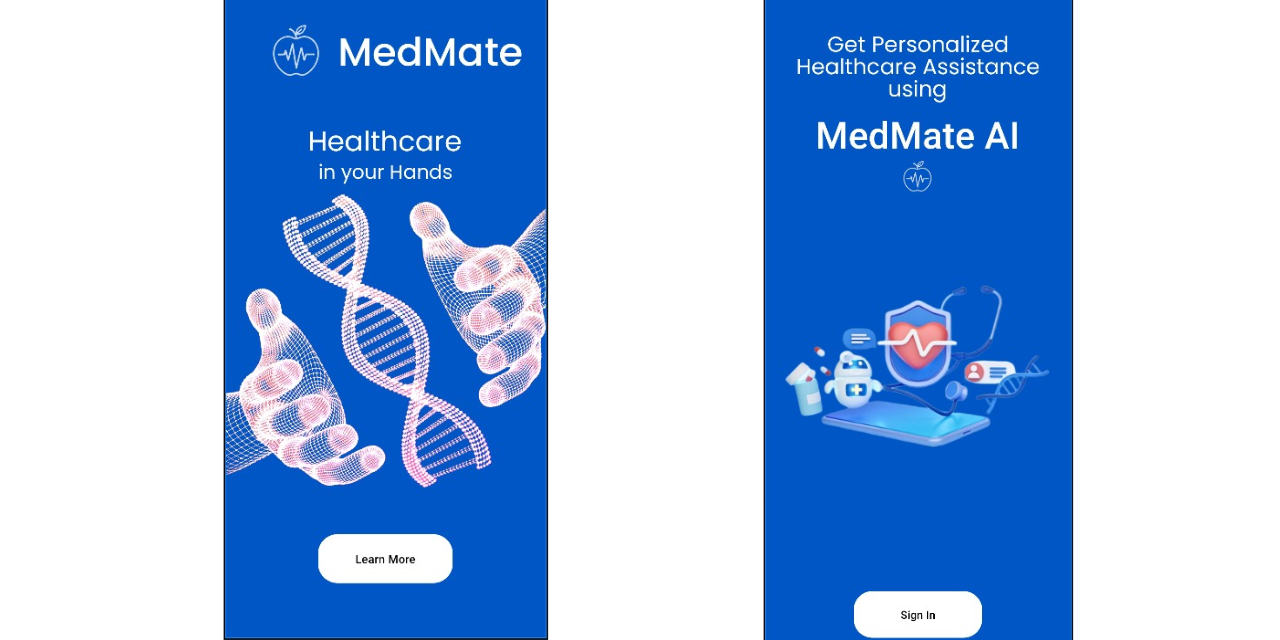 MedMate
Healthcare
in your Hands
Learn More
Get Personalized
Healthcare Assistance
using
MedMate AI
Sign In